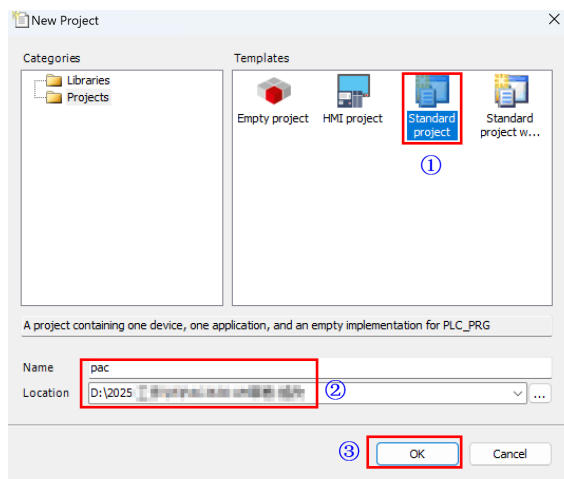 New Project
Categories
Templates
Libraries
Projects
Empty project
HMI project
Standard
project
Standard
project w...
①
A project containing one device, one application, and an empty implementation for PLC_PRG
Name
pac
Location
D:\2025
...
②
③
OK
Cancel